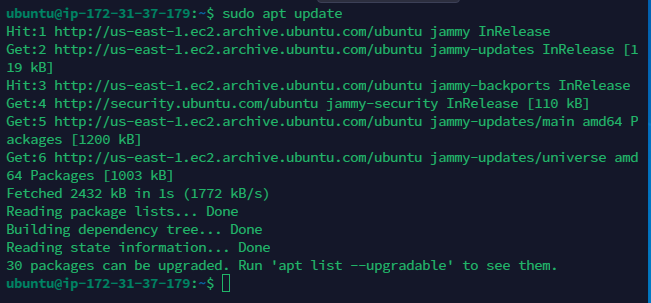 ubuntu@ip-172-31-37-179:~$ sudo apt update
Hit:1 http://us-east-1.ec2.archive.ubuntu.com/ubuntu jammy InRelease
Get:2 http://us-east-1.ec2.archive.ubuntu.com/ubuntu jammy-updates InRelease [1
19 kB]
Hit:3 http://us-east-1.ec2.archive.ubuntu.com/ubuntu jammy-backports InRelease
Get:4 http://security.ubuntu.com/ubuntu jammy-security InRelease [110 kB]
Get:5 http://us-east-1.ec2.archive.ubuntu.com/ubuntu jammy-updates/main amd64 P
ackages [1200 kB]
Get:6 http://us-east-1.ec2.archive.ubuntu.com/ubuntu jammy-updates/universe amd
64 Packages [1003 kB]
Fetched 2432 kB in 1s (1772 kB/s)
Reading package lists... Done
Building dependency tree... Done
Reading state information... Done
30 packages can be upgraded. Run 'apt list --upgradable' to see them.
ubuntu@ip-172-31-37-179:~$